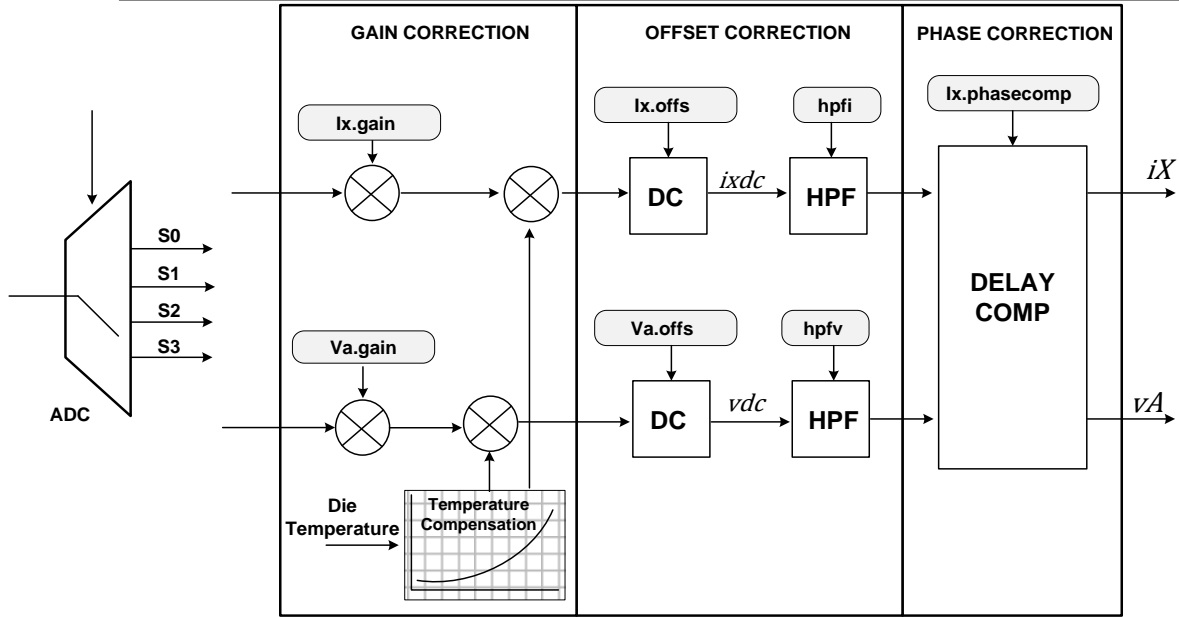 GAIN CORRECTION
OFFSET CORRECTION
PHASE CORRECTION
Ix.gain
Ix.offs
hpfi
Ix.phasecomp
DC
ixdc
HPF
iX
S0
S1
S2
S3
ADC
DELAY
COMP
Va.gain
Va.offs
hpfv
DC
vdc
HPF
vA
Die
Temperature
Temperature
Compensation